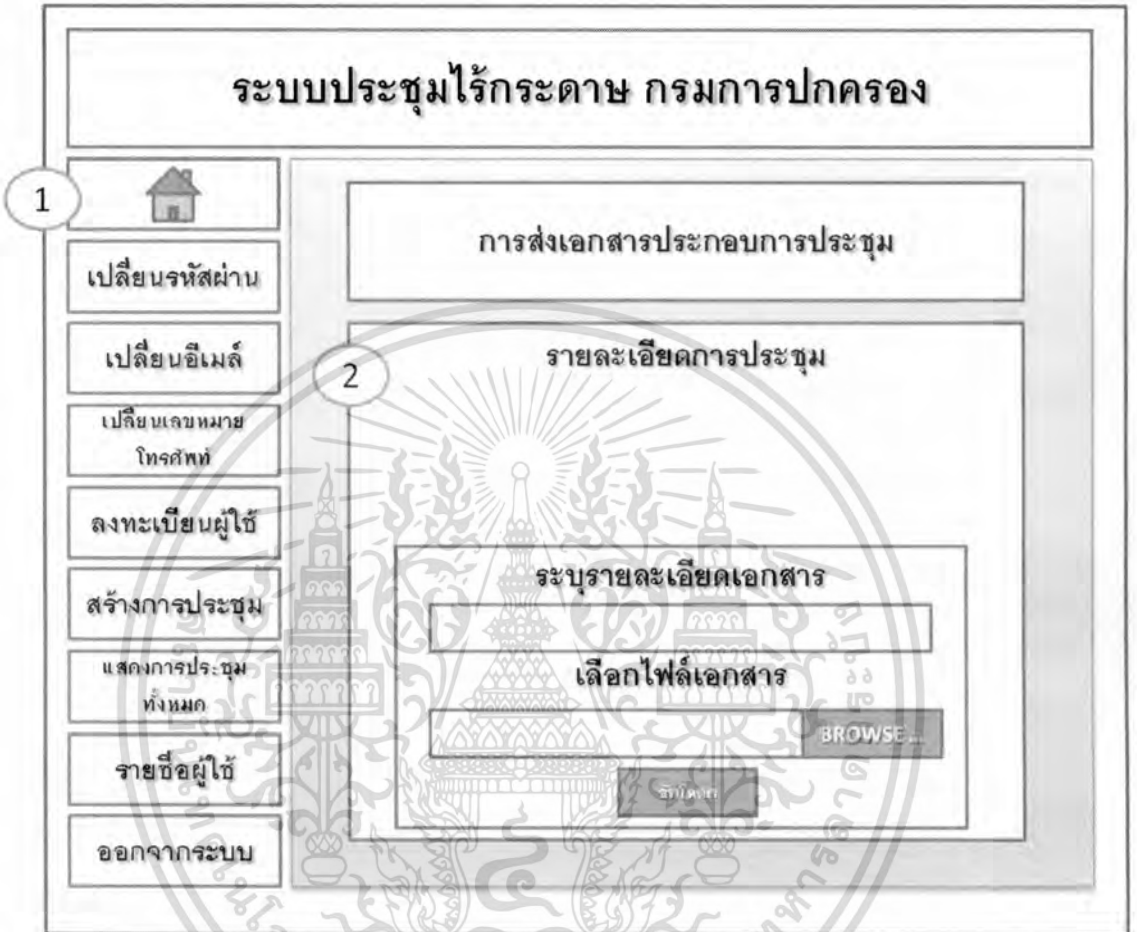 ระบบประชุมไร้กระดาษ กรมการปกครอง
1
เปลี่ยนรหัสผ่าน
เปลี่ยนอีเมล์
เปลี่ยนเลขหมาย
โทรศัพท์
ลงทะเบียนผู้ใช้
สร้างการประชุม
แสดงการประชุม
ทั้งหมด
รายชื่อผู้ใช้
ออกจากระบบ
การส่งเอกสารประกอบการประชุม
2
รายละเอียดการประชุม
ระบุรายละเอียดเอกสาร
เลือกไฟล์เอกสาร
BROWSE...